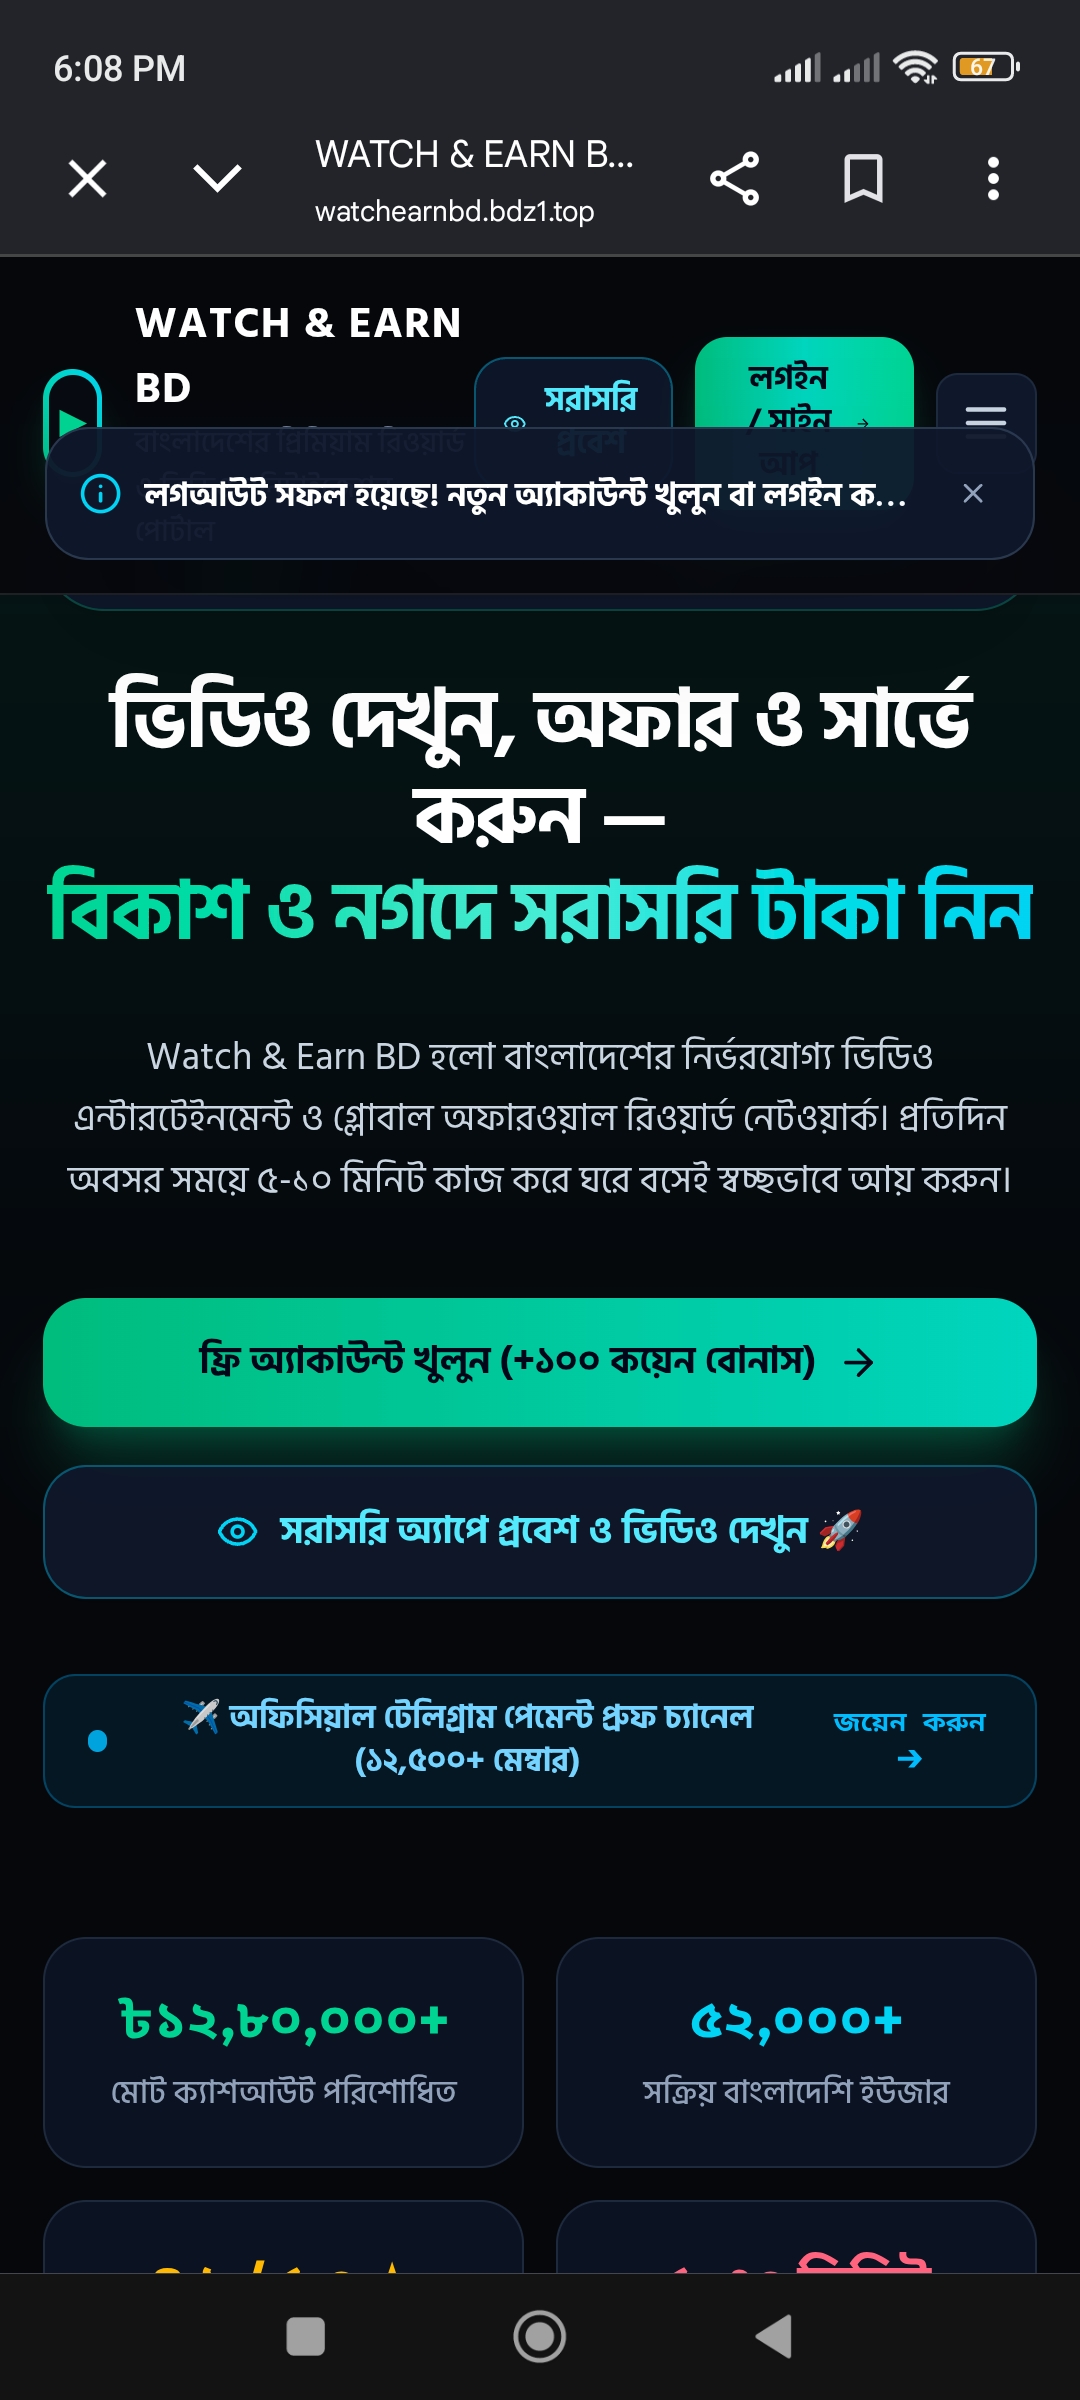 6:08 PM
67
WATCH & EARN B...
watchearnbd.bdz1.top
WATCH & EARN
BD
বাংলাদেশের প্রিমিয়াম রিওয়ার্ড
পোর্টাল
সরাসরি
প্রবেশ
লগইন
/ সাইন
আপ
লগআউট সফল হয়েছে! নতুন অ্যাকাউন্ট খুলুন বা লগইন ক...
ভিডিও দেখুন, অফার ও সার্ভে
করুন —
বিকাশ ও নগদে সরাসরি টাকা নিন
Watch & Earn BD হলো বাংলাদেশের নির্ভরযোগ্য ভিডিও
এন্টারটেইনমেন্ট ও গ্লোবাল অফারওয়াল রিওয়ার্ড নেটওয়ার্ক। প্রতিদিন
অবসর সময়ে ৫-১০ মিনিট কাজ করে ঘরে বসেই স্বচ্ছভাবে আয় করুন।
ফ্রি অ্যাকাউন্ট খুলুন (+১০০ কয়েন বোনাস) →
সরাসরি অ্যাপে প্রবেশ ও ভিডিও দেখুন 🚀
✈️ অফিসিয়াল টেলিগ্রাম পেমেন্ট প্রুফ চ্যানেল
(১২,৫০০+ মেম্বার)
জয়েন করুন
→
৳১২,৮০,০০০+
মোট ক্যাশআউট পরিশোধিত
৫২,০০০+
সক্রিয় বাংলাদেশি ইউজার